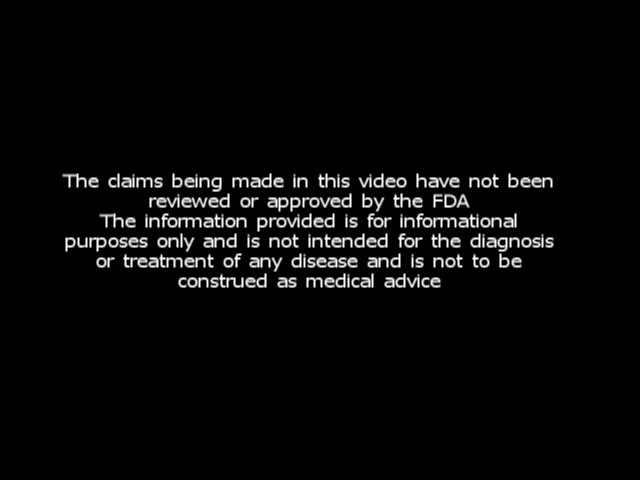 The claims being made in this video have not been
reviewed or approved by the FDA
The information provided is for informational
purposes only and is not intended for the diagnosis
or treatment of any disease and is not to be
construed as medical advice